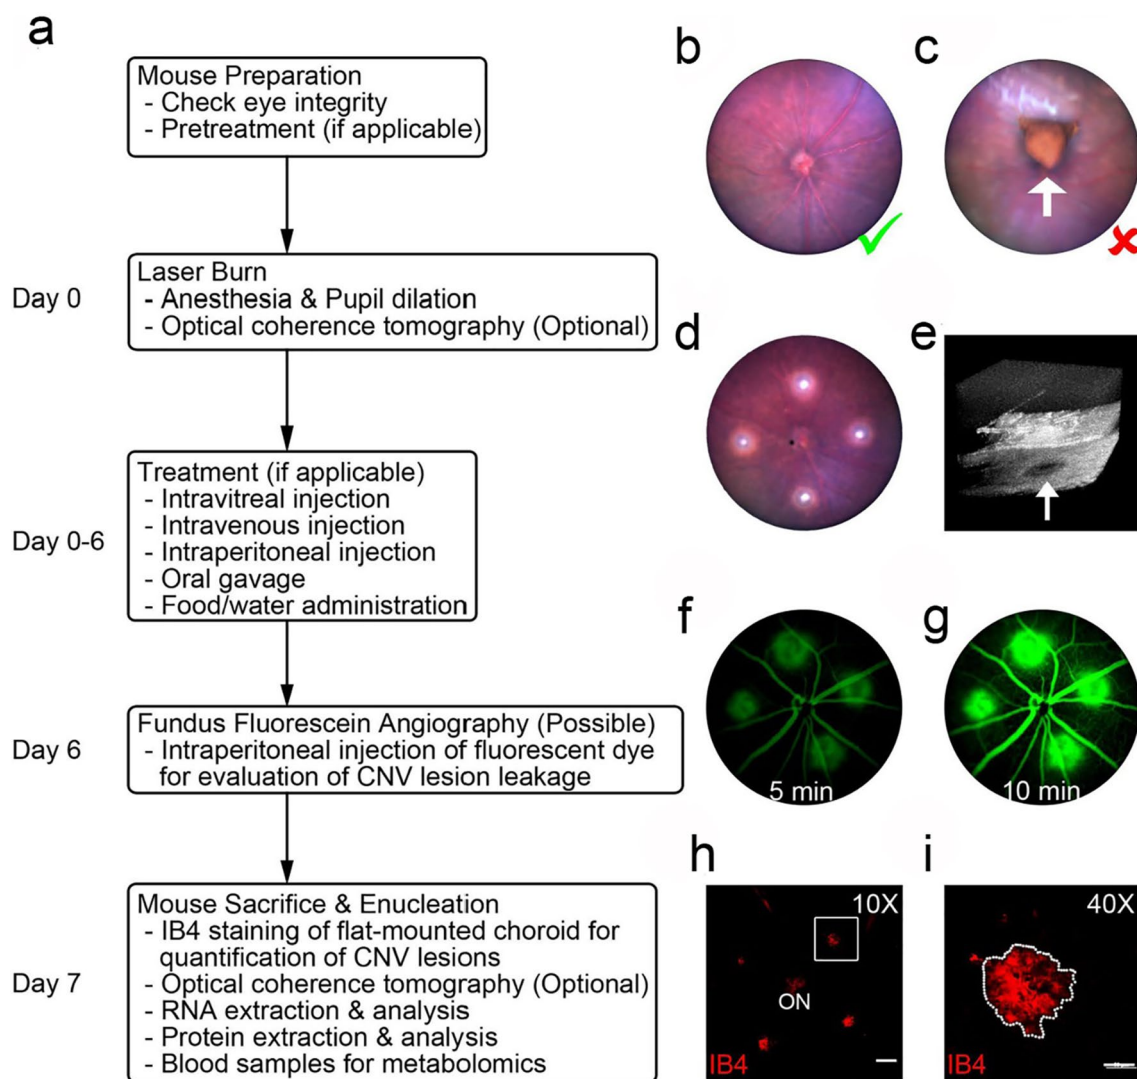 a
Mouse Preparation
- Check eye integrity
- Pretreatment (if applicable)
Day 0
Laser Burn
- Anesthesia & Pupil dilation
- Optical coherence tomography (Optional)
Day 0-6
Treatment (if applicable)
- Intravitreal injection
- Intravenous injection
- Intraperitoneal injection
- Oral gavage
- Food/water administration
Day 6
Fundus Fluorescein Angiography (Possible)
- Intraperitoneal injection of fluorescent dye
for evaluation of CNV lesion leakage
Day 7
Mouse Sacrifice & Enucleation
- IB4 staining of flat-mounted choroid for
quantification of CNV lesions
- Optical coherence tomography (Optional)
- RNA extraction & analysis
- Protein extraction & analysis
- Blood samples for metabolomics
b
c
d
e
f
5 min
g
10 min
h
10X
ON
IB4
i
40X
IB4